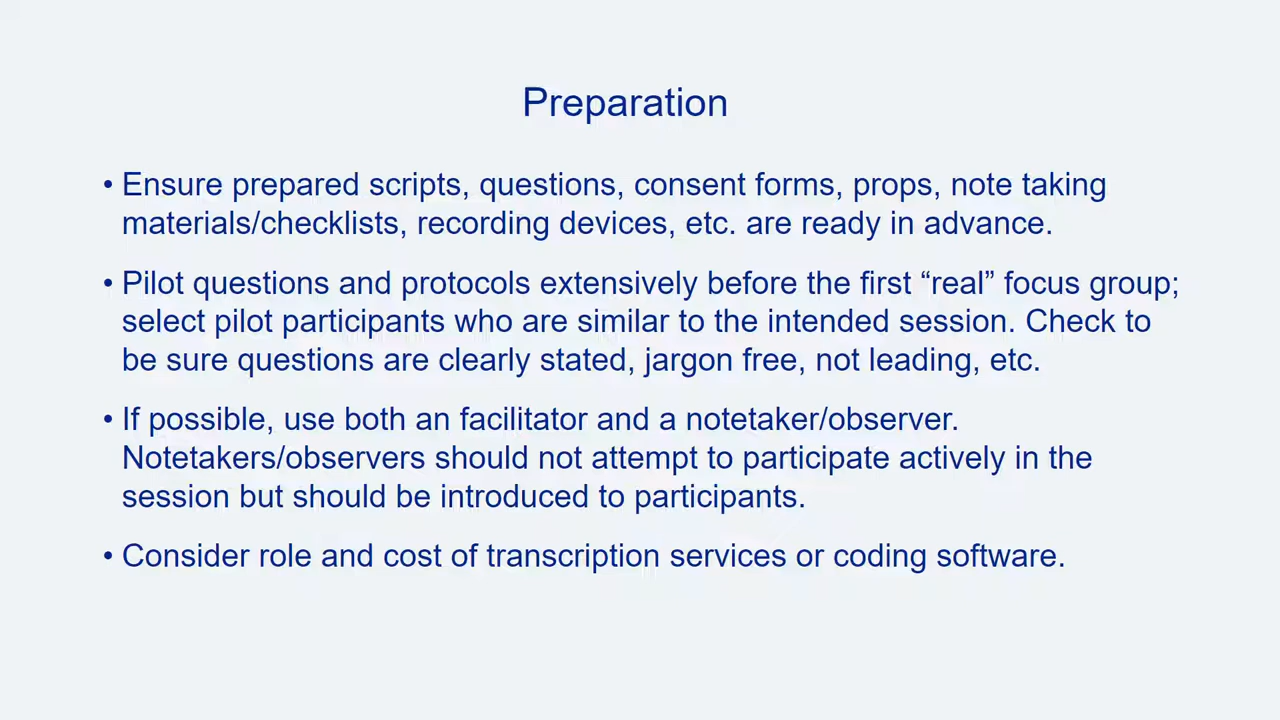 Preparation
• Ensure prepared scripts, questions, consent forms, props, note taking
materials/checklists, recording devices, etc. are ready in advance.
• Pilot questions and protocols extensively before the first “real” focus group;
select pilot participants who are similar to the intended session. Check to
be sure questions are clearly stated, jargon free, not leading, etc.
• If possible, use both an facilitator and a notetaker/observer.
Notetakers/observers should not attempt to participate actively in the
session but should be introduced to participants.
• Consider role and cost of transcription services or coding software.